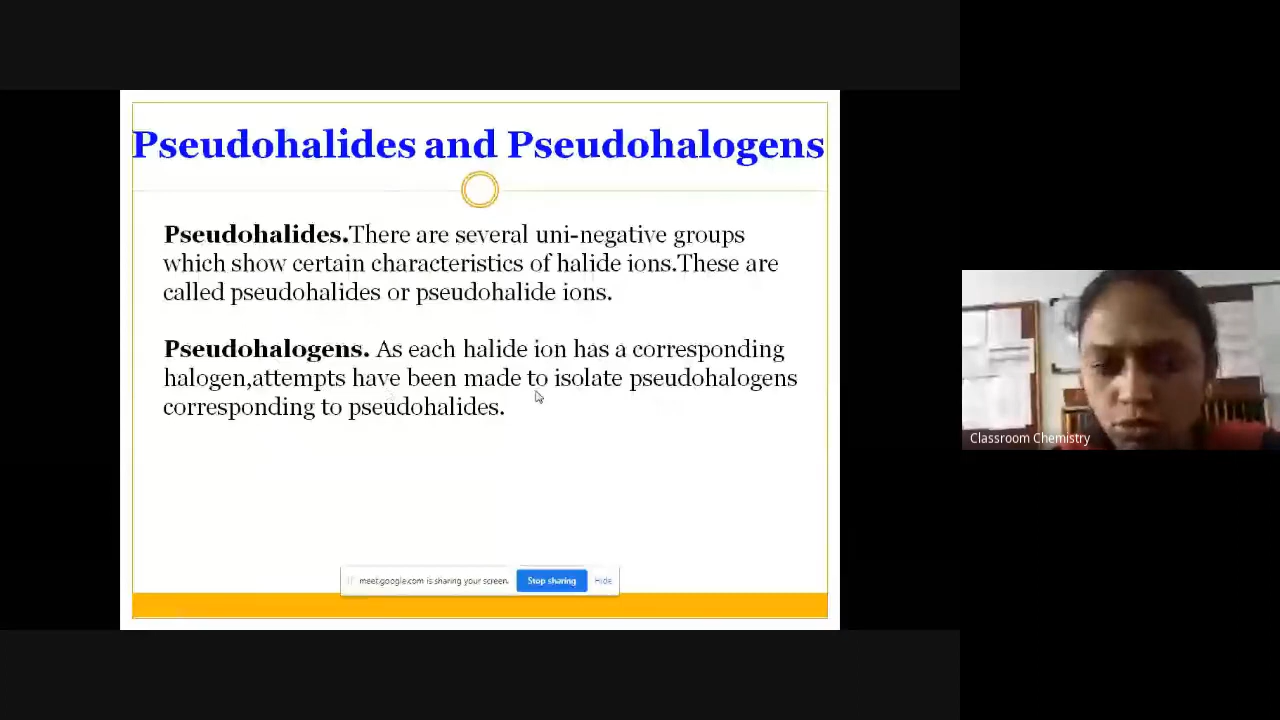 Pseudohalides and Pseudohalogens
Pseudohalides.There are several uni-negative groups
which show certain characteristics of halide ions.These are
called pseudohalides or pseudohalide ions.
Pseudohalogens. As each halide ion has a corresponding
halogen,attempts have been made to isolate pseudohalogens
corresponding to pseudohalides.
meet.google.com is sharing your screen. Stop sharing Hide
Classroom Chemistry